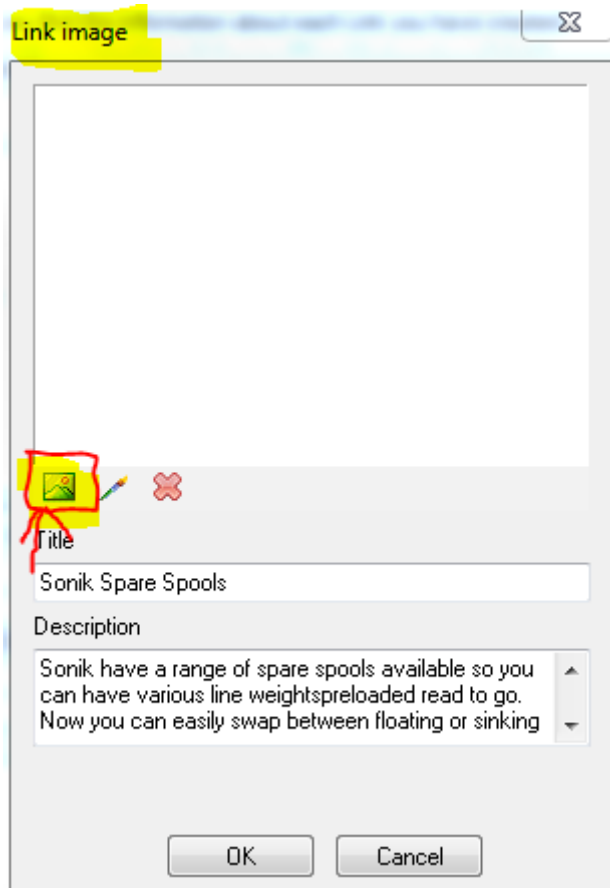 Link image
Title
Sonik Spare Spools
Description
Sonik have a range of spare spools available so you
can have various line weightspreloaded read to go.
Now you can easily swap between floating or sinking
OK
Cancel